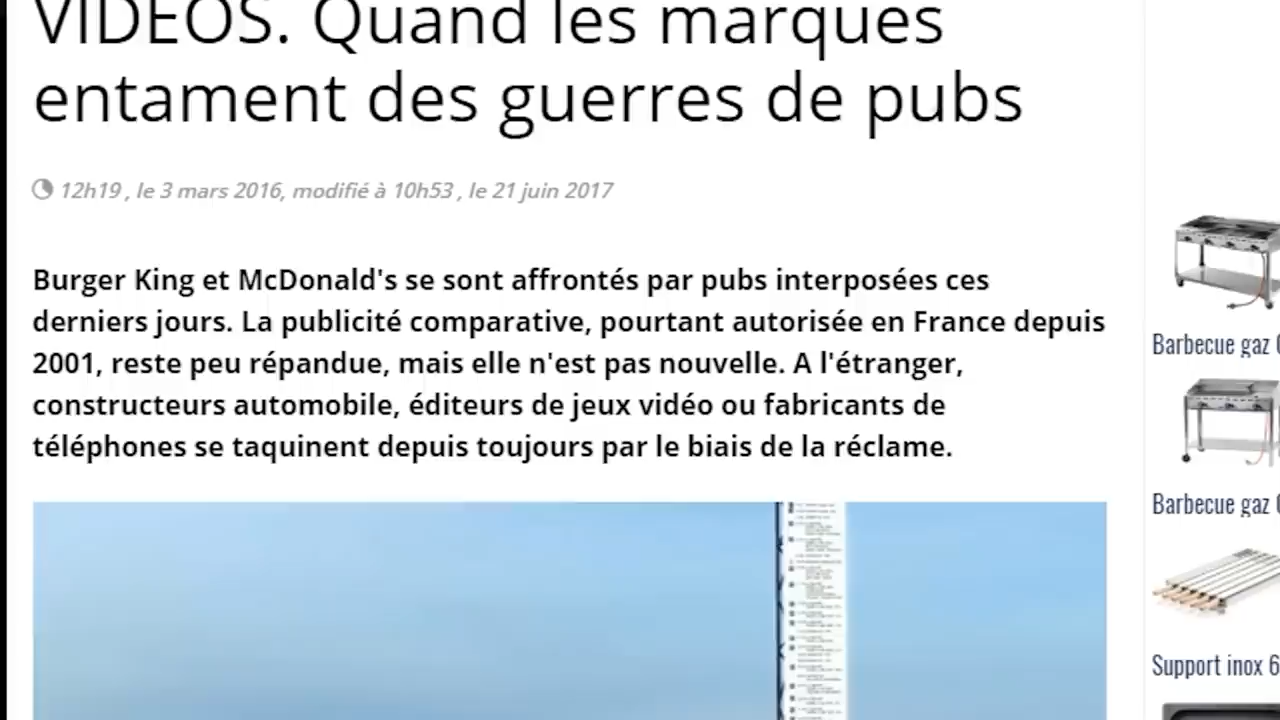 VIDEOS. Quand les marques
entament des guerres de pubs
12h19 , le 3 mars 2016, modifié à 10h53 , le 21 juin 2017
Burger King et McDonald's se sont affrontés par pubs interposées ces
derniers jours. La publicité comparative, pourtant autorisée en France depuis
2001, reste peu répandue, mais elle n'est pas nouvelle. A l'étranger,
constructeurs automobile, éditeurs de jeux vidéo ou fabricants de
téléphones se taquinent depuis toujours par le biais de la réclame.
Barbecue gaz
Barbecue gaz
Support inox 6